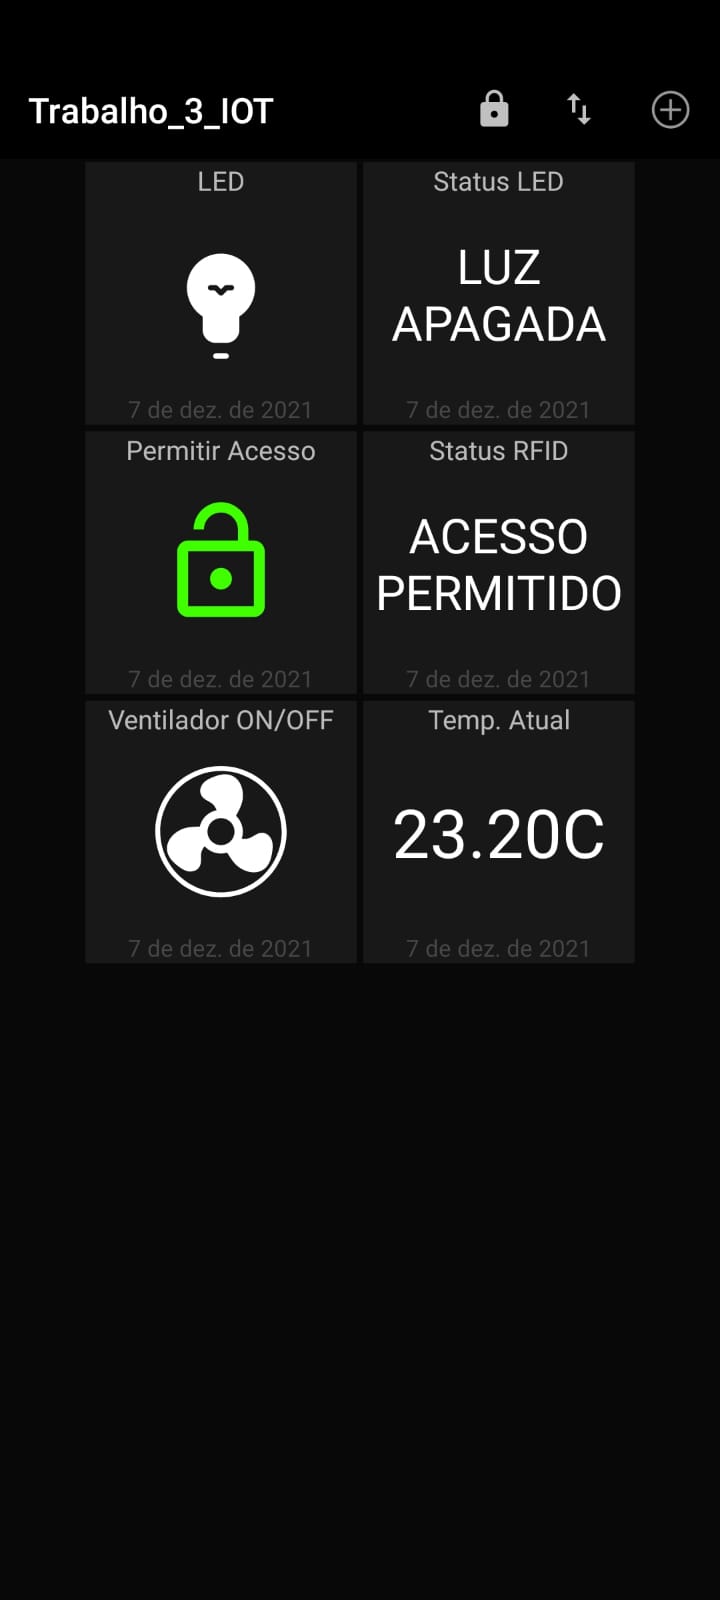 Trabalho_3_IOT
LED
Status LED
LUZ
APAGADA
7 de dez. de 2021
7 de dez. de 2021
Permitir Acesso
Status RFID
ACESSO
PERMITIDO
7 de dez. de 2021
7 de dez. de 2021
Ventilador ON/OFF
Temp. Atual
23.20C
7 de dez. de 2021
7 de dez. de 2021